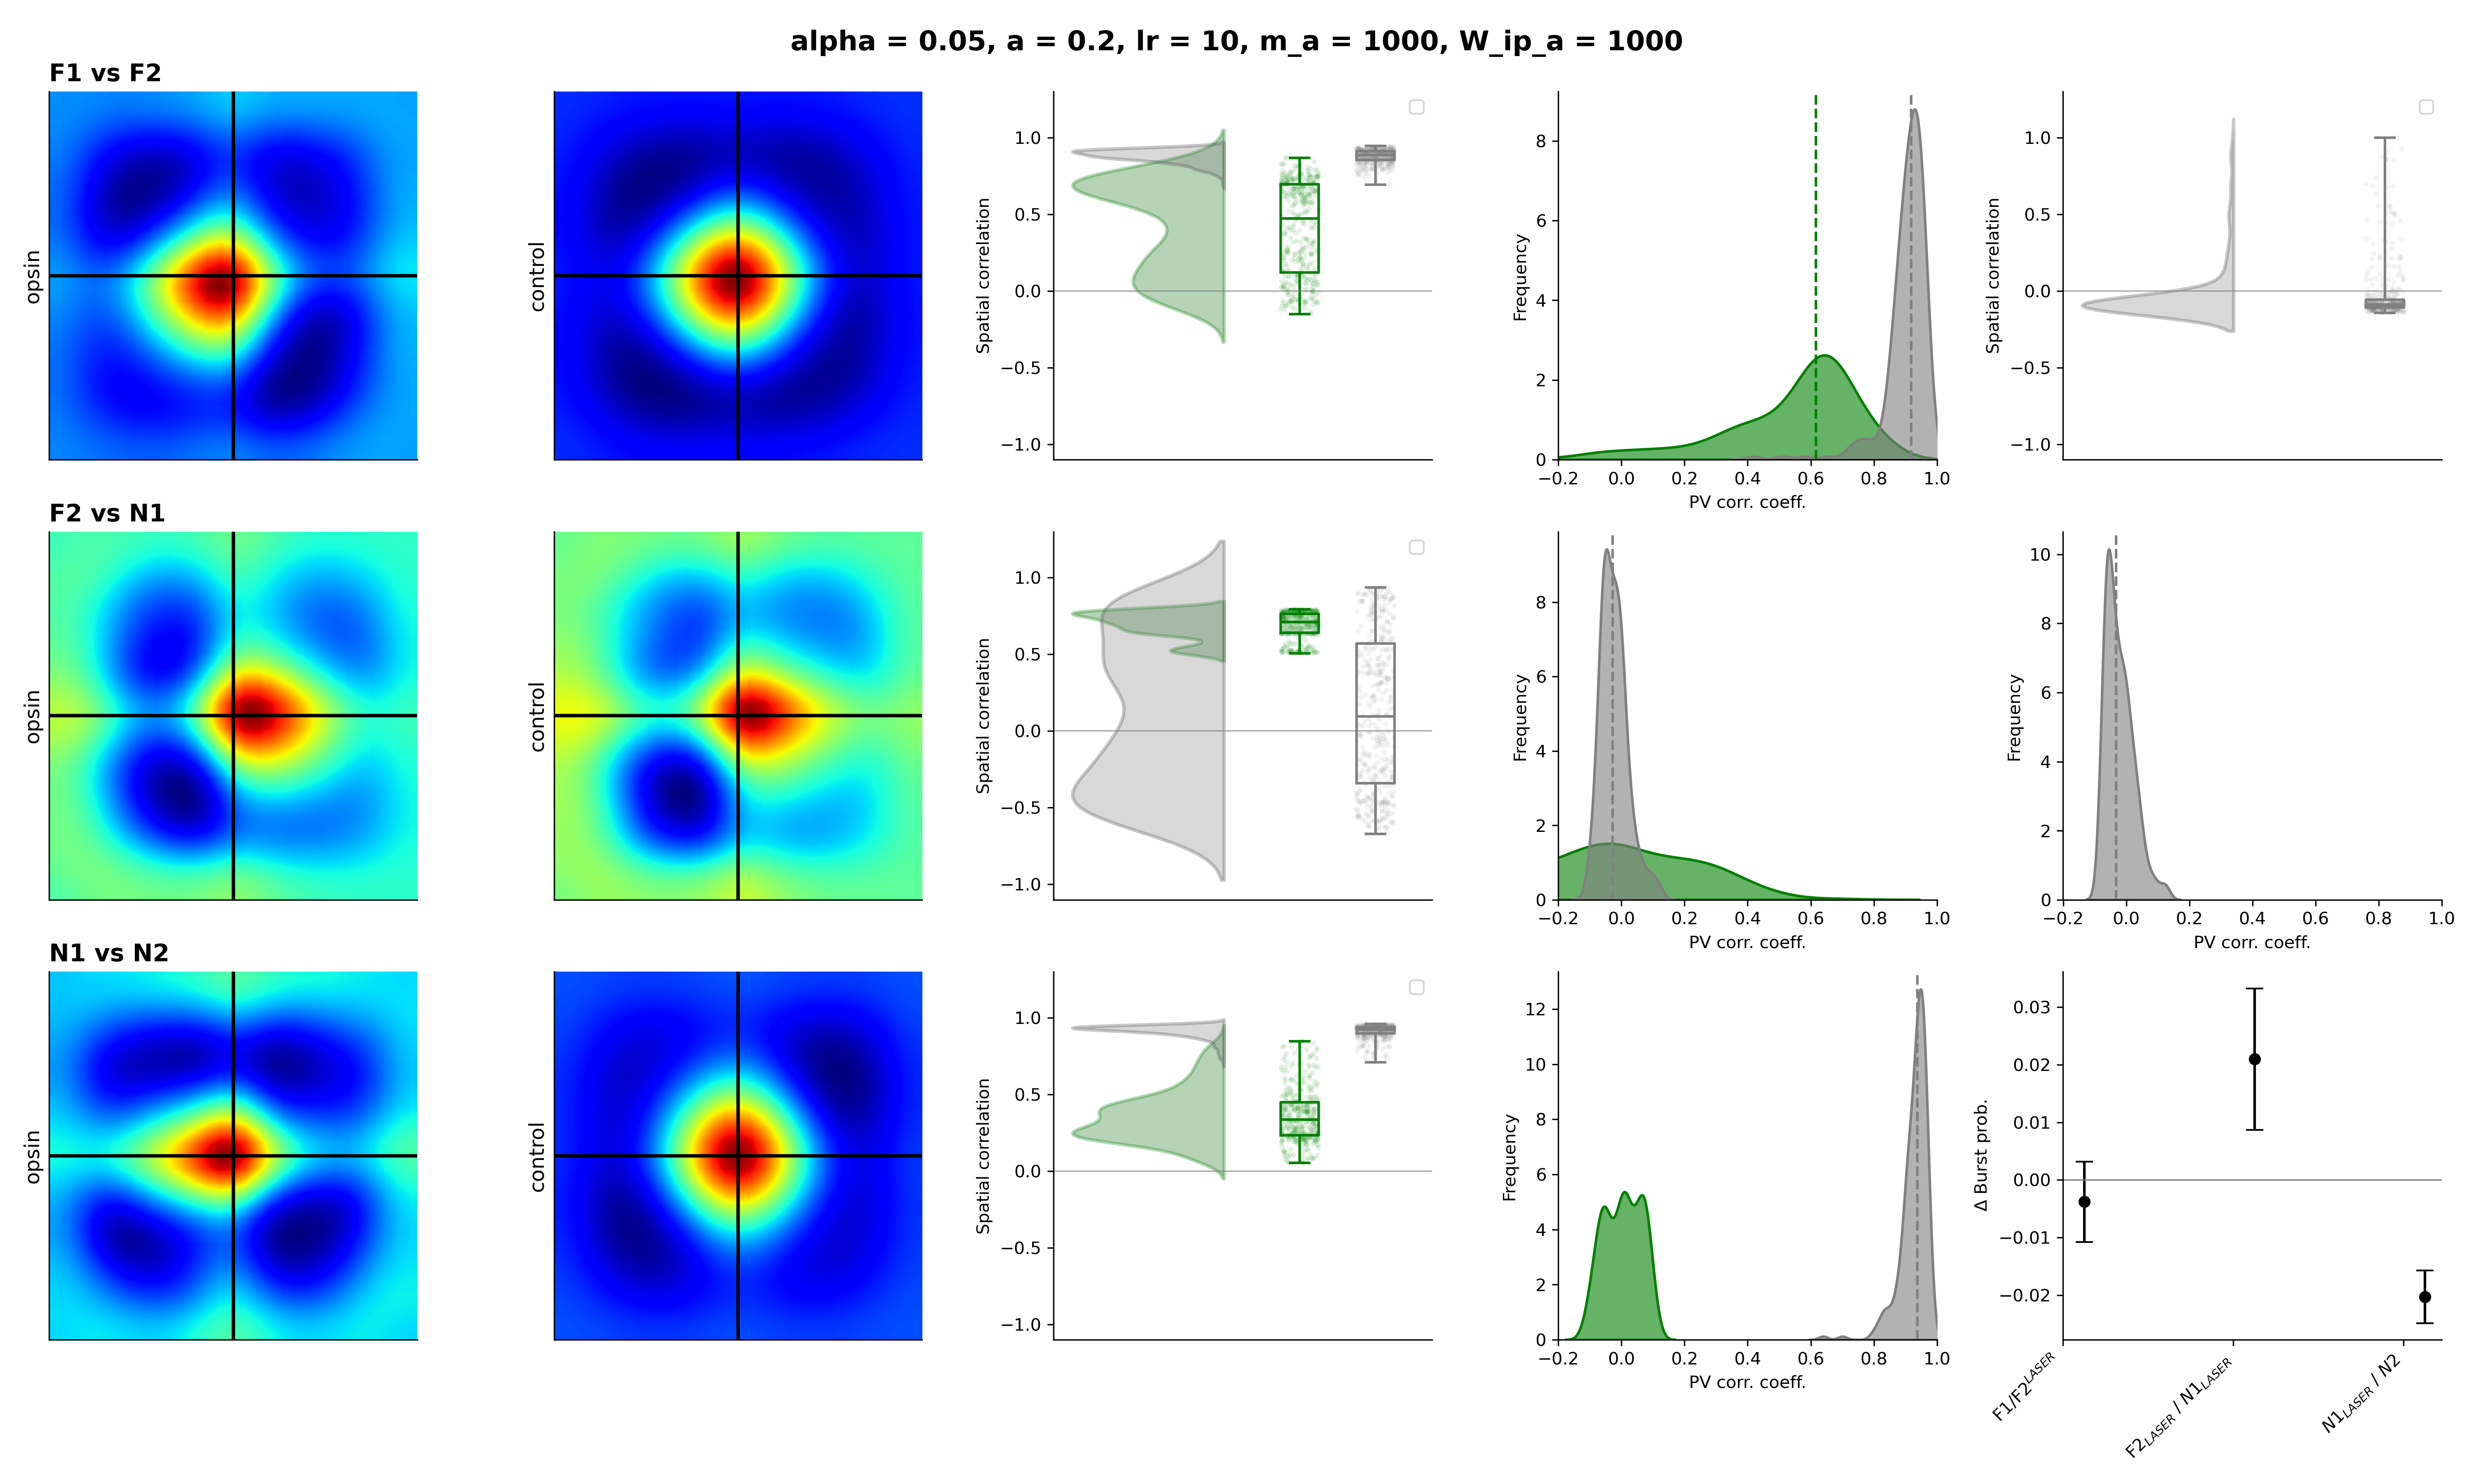 alpha = 0.05, a = 0.2, lr = 10, m_a = 1000, W_ip_a = 1000
F1 vs F2
opsin
control
Spatial correlation
1.0
0.5
0.0
−0.5
−1.0
Frequency
8
6
4
2
0
−0.2 0.0 0.2 0.4 0.6 0.8 1.0
PV corr. coeff.
Spatial correlation
1.0
0.5
0.0
−0.5
−1.0
F2 vs N1
opsin
control
Spatial correlation
1.0
0.5
0.0
−0.5
−1.0
Frequency
8
6
4
2
0
−0.2 0.0 0.2 0.4 0.6 0.8 1.0
PV corr. coeff.
Frequency
10
8
6
4
2
0
−0.2 0.0 0.2 0.4 0.6 0.8 1.0
PV corr. coeff.
N1 vs N2
opsin
control
Spatial correlation
1.0
0.5
0.0
−0.5
−1.0
Frequency
12
10
8
6
4
2
0
−0.2 0.0 0.2 0.4 0.6 0.8 1.0
PV corr. coeff.
Δ Burst prob.
0.03
0.02
0.01
0.00
−0.01
−0.02
F1/F2^LASER
F2_LASER / N1_LASER
N1_LASER / N2